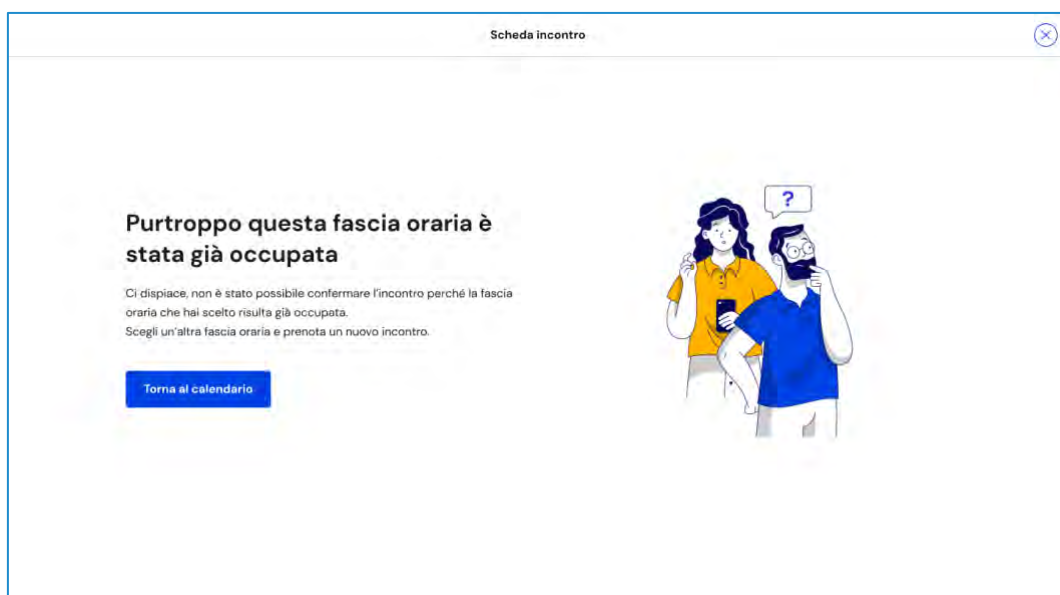 Scheda incontro
Purtroppo questa fascia oraria è
stata già occupata
?
Ci dispiace, non è stato possibile confermare l'incontro perché la fascia
oraria che hai scelto risulta già occupata.
Scegli un'altra fascia oraria e prenota un nuovo incontro.
Torna al calendario